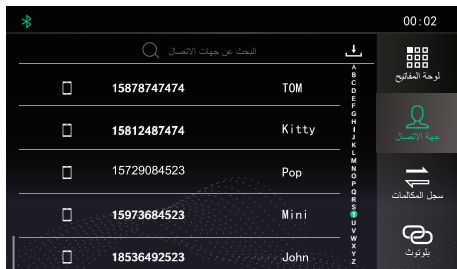 00:02
البحث عن جهات الاتصال
15878747474 TOM
15812487474 Kitty
15729084523 Pop
15973684523 Mini
18536492523 John
A
B
C
D
E
F
G
H
I
J
K
L
M
N
O
P
Q
R
S
T
U
V
W
X
Y
Z
لوحة المفاتيح
جهة الاتصال
سجل المكالمات
بلوتوث